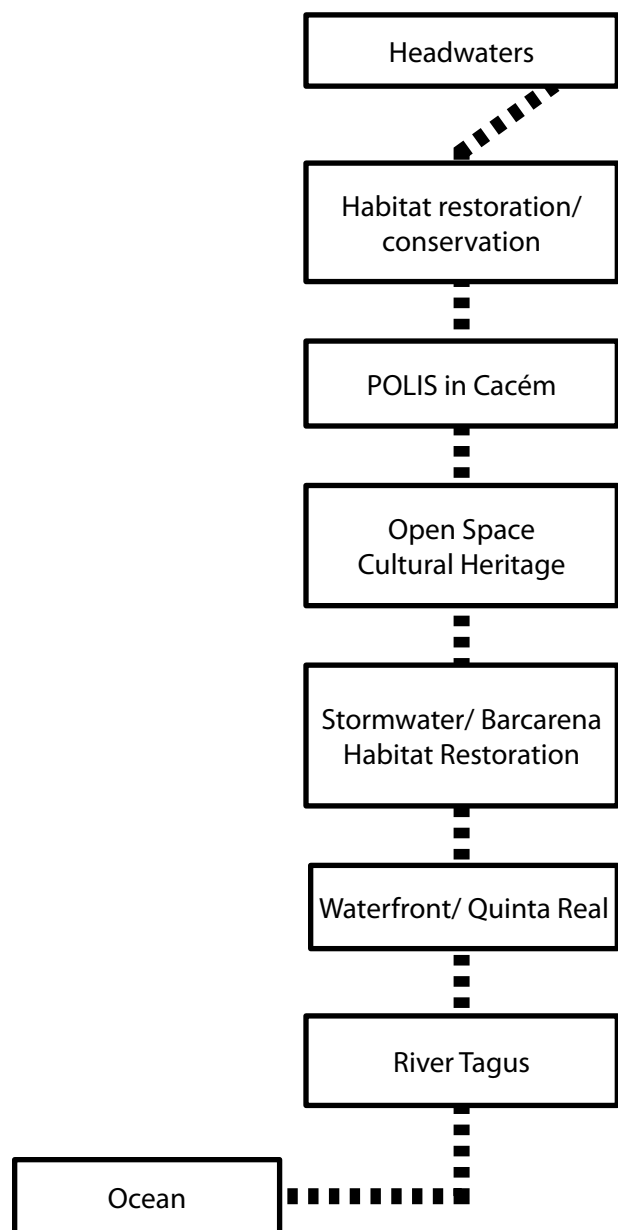 Headwaters
Habitat restoration/
conservation
POLIS in Cacém
Open Space
Cultural Heritage
Stormwater/ Barcarena
Habitat Restoration
Waterfront/ Quinta Real
River Tagus
Ocean